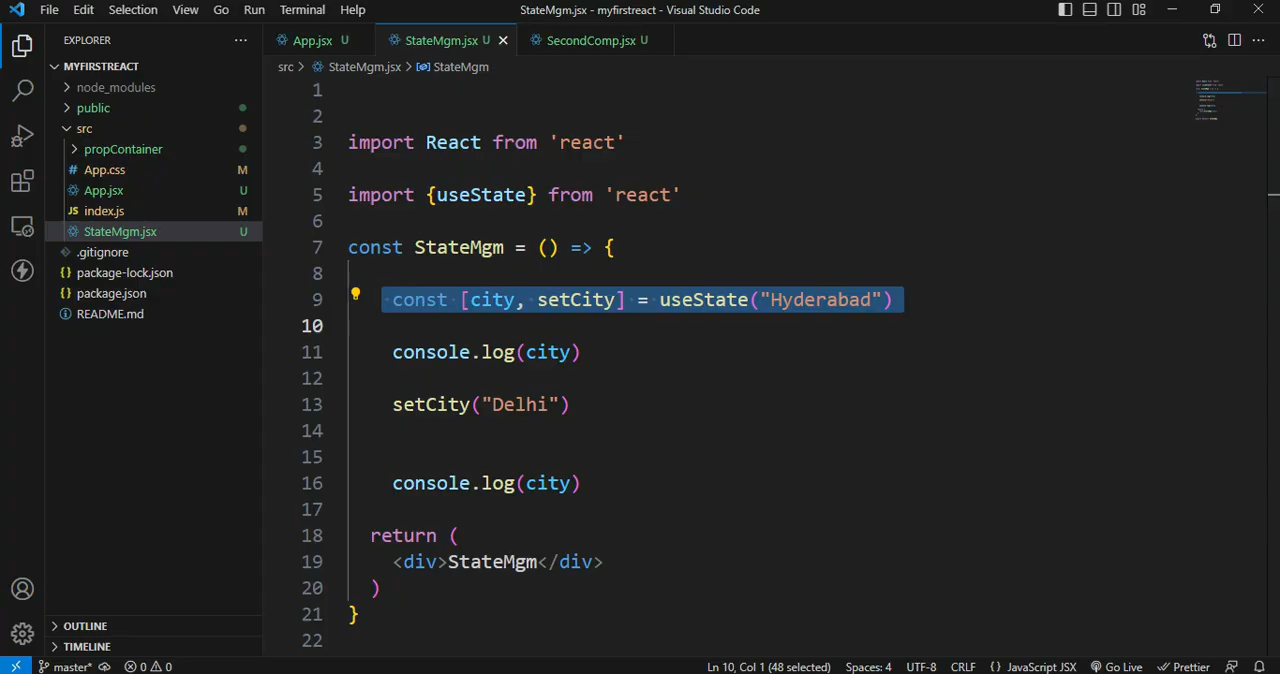 File Edit Selection View Go Run Terminal Help StateMgm.jsx - myfirstreact - Visual Studio Code
EXPLORER ···
MYFIRSTREACT
node_modules
public
src
propContainer
# App.css M
App.jsx U
JS index.js M
StateMgm.jsx U
.gitignore
{} package-lock.json
{} package.json
README.md
OUTLINE
TIMELINE
App.jsx U StateMgm.jsx U SecondComp.jsx U
src > StateMgm.jsx > StateMgm
1
2
3 import React from 'react'
4
5 import {useState} from 'react'
6
7 const StateMgm = () => {
8
9 const [city, setCity] = useState("Hyderabad")
10
11 console.log(city)
12
13 setCity("Delhi")
14
15
16 console.log(city)
17
18 return (
19 <div>StateMgm</div>
20 )
21 }
22
master* 0 0 Ln 10, Col 1 (48 selected) Spaces: 4 UTF-8 CRLF {} JavaScript JSX Go Live Prettier